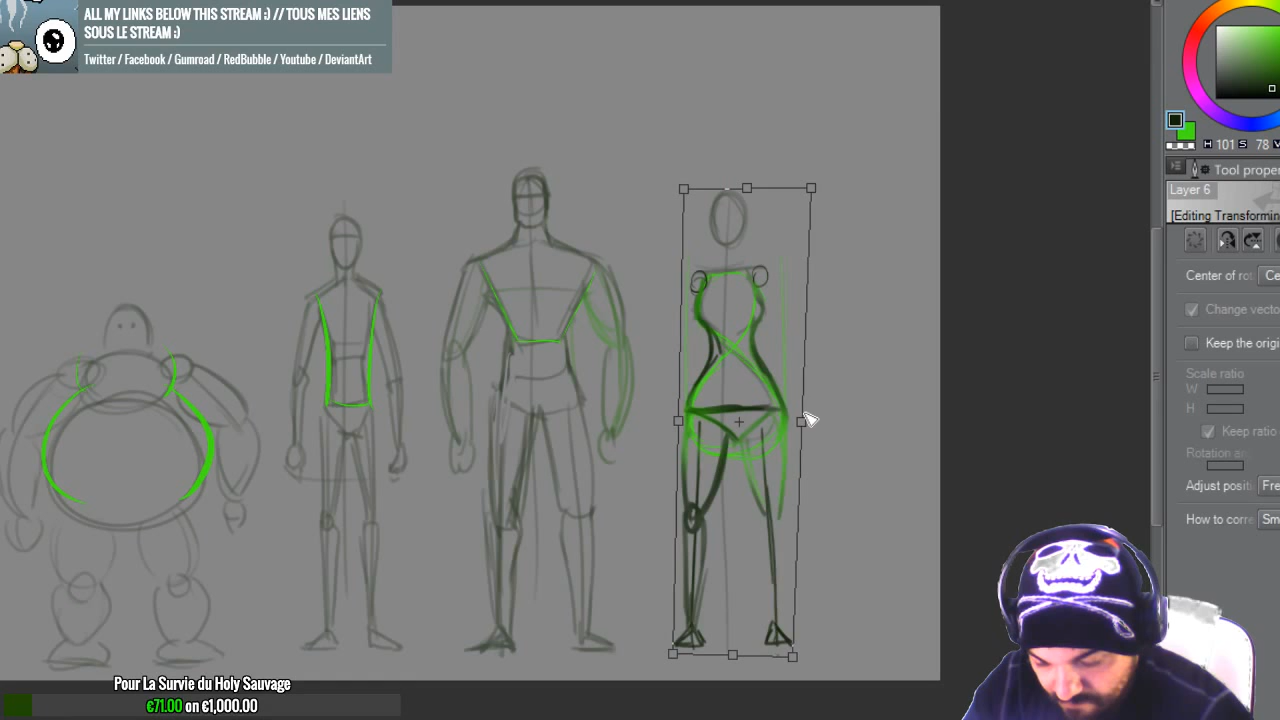 ALL MY LINKS BELOW THIS STREAM ;) // TOUS MES LIENS
SOUS LE STREAM ;)
Twitter / Facebook / Gumroad / RedBubble / Youtube / DeviantArt
H 101 S 78 V
Tool proper
Layer 6
[Editing Transformin
Center of ro
Ce
Change vecto
Keep the origi
Scale ratio
W
H
Keep ratio
Rotation an
Adjust positi
Fre
How to corre
Sm
Pour La Survie du Holy Sauvage
€71.00 on €1,000.00